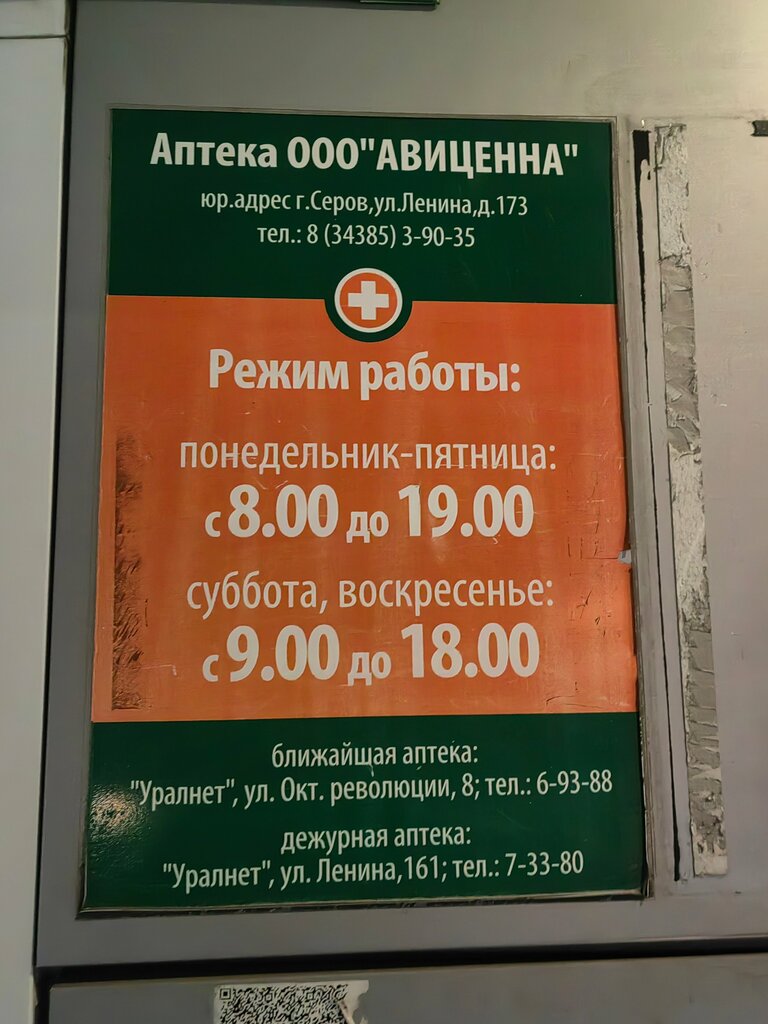 Аптека ООО"АВИЦЕННА"
юр.адрес г.Серов,ул.Ленина,д.173
тел.: 8 (34385) 3-90-35
Режим работы:
понедельник-пятница:
с 8.00 до 19.00
суббота, воскресенье:
с 9.00 до 18.00
ближайщая аптека:
"Уралнет", ул. Окт. революции, 8; тел.: 6-93-88
дежурная аптека:
"Уралнет", ул. Ленина,161; тел.: 7-33-80